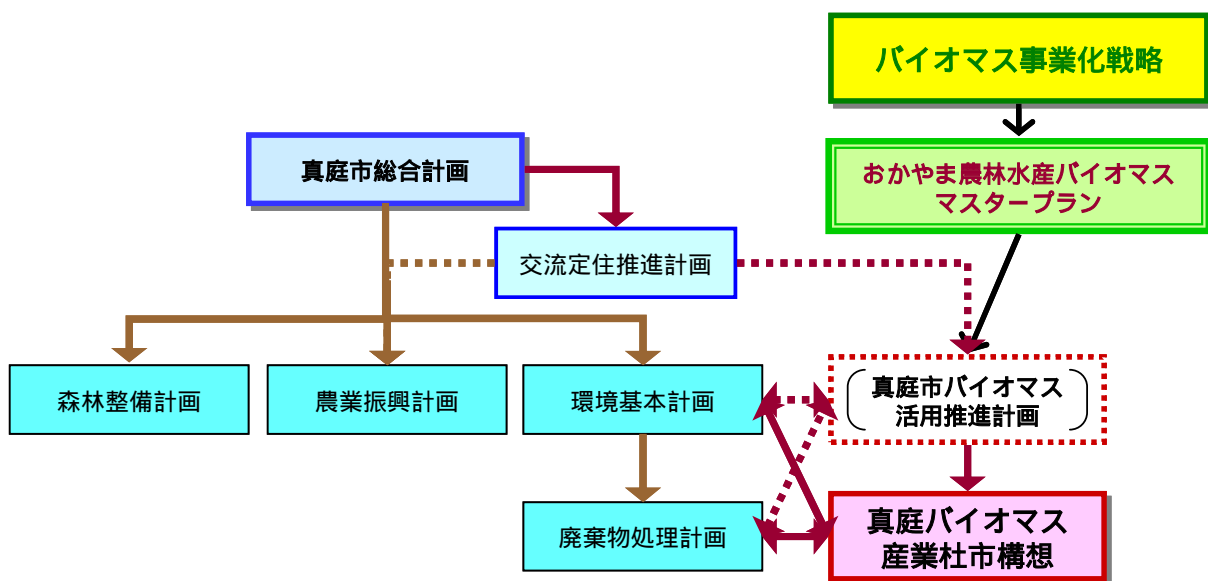 バイオマス事業化戦略
真庭市総合計画
おかやま農林水産バイオマス
マスタープラン
交流定住推進計画
森林整備計画
農業振興計画
環境基本計画
真庭市バイオマス
活用推進計画
廃棄物処理計画
真庭バイオマス
産業杜市構想